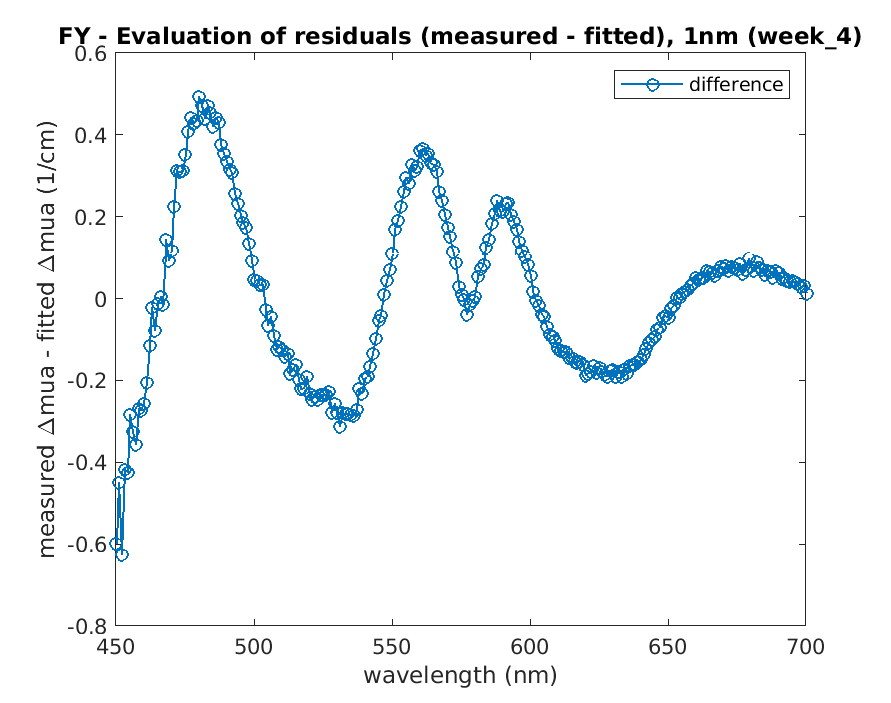 FY - Evaluation of residuals (measured - fitted), 1nm (week_4)
difference
0.6
0.4
0.2
0
-0.2
-0.4
-0.6
-0.8
measured Δmua - fitted Δmua (1/cm)
450 500 550 600 650 700
wavelength (nm)